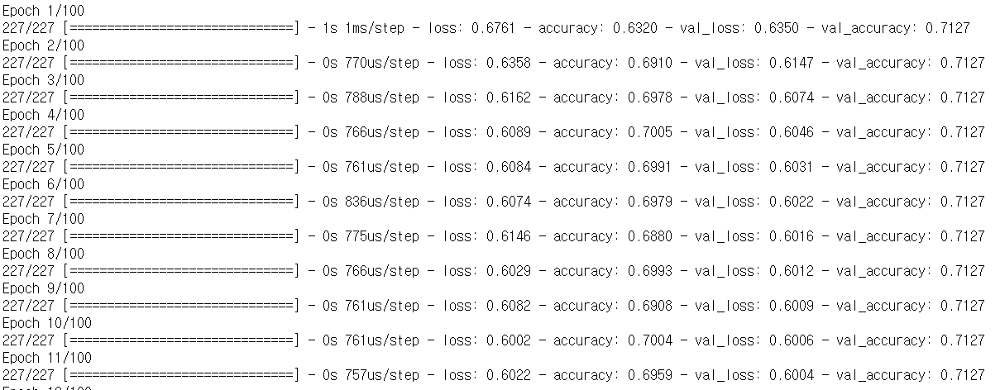 Epoch 1/100
227/227 [==============================] - 1s 1ms/step - loss: 0.6761 - accuracy: 0.6320 - val_loss: 0.6350 - val_accuracy: 0.7127
Epoch 2/100
227/227 [==============================] - 0s 770us/step - loss: 0.6358 - accuracy: 0.6910 - val_loss: 0.6147 - val_accuracy: 0.7127
Epoch 3/100
227/227 [==============================] - 0s 788us/step - loss: 0.6162 - accuracy: 0.6978 - val_loss: 0.6074 - val_accuracy: 0.7127
Epoch 4/100
227/227 [==============================] - 0s 766us/step - loss: 0.6089 - accuracy: 0.7005 - val_loss: 0.6046 - val_accuracy: 0.7127
Epoch 5/100
227/227 [==============================] - 0s 761us/step - loss: 0.6084 - accuracy: 0.6991 - val_loss: 0.6031 - val_accuracy: 0.7127
Epoch 6/100
227/227 [==============================] - 0s 836us/step - loss: 0.6074 - accuracy: 0.6979 - val_loss: 0.6022 - val_accuracy: 0.7127
Epoch 7/100
227/227 [==============================] - 0s 775us/step - loss: 0.6146 - accuracy: 0.6880 - val_loss: 0.6016 - val_accuracy: 0.7127
Epoch 8/100
227/227 [==============================] - 0s 766us/step - loss: 0.6029 - accuracy: 0.6993 - val_loss: 0.6012 - val_accuracy: 0.7127
Epoch 9/100
227/227 [==============================] - 0s 761us/step - loss: 0.6082 - accuracy: 0.6908 - val_loss: 0.6009 - val_accuracy: 0.7127
Epoch 10/100
227/227 [==============================] - 0s 761us/step - loss: 0.6002 - accuracy: 0.7004 - val_loss: 0.6006 - val_accuracy: 0.7127
Epoch 11/100
227/227 [==============================] - 0s 757us/step - loss: 0.6022 - accuracy: 0.6959 - val_loss: 0.6004 - val_accuracy: 0.7127